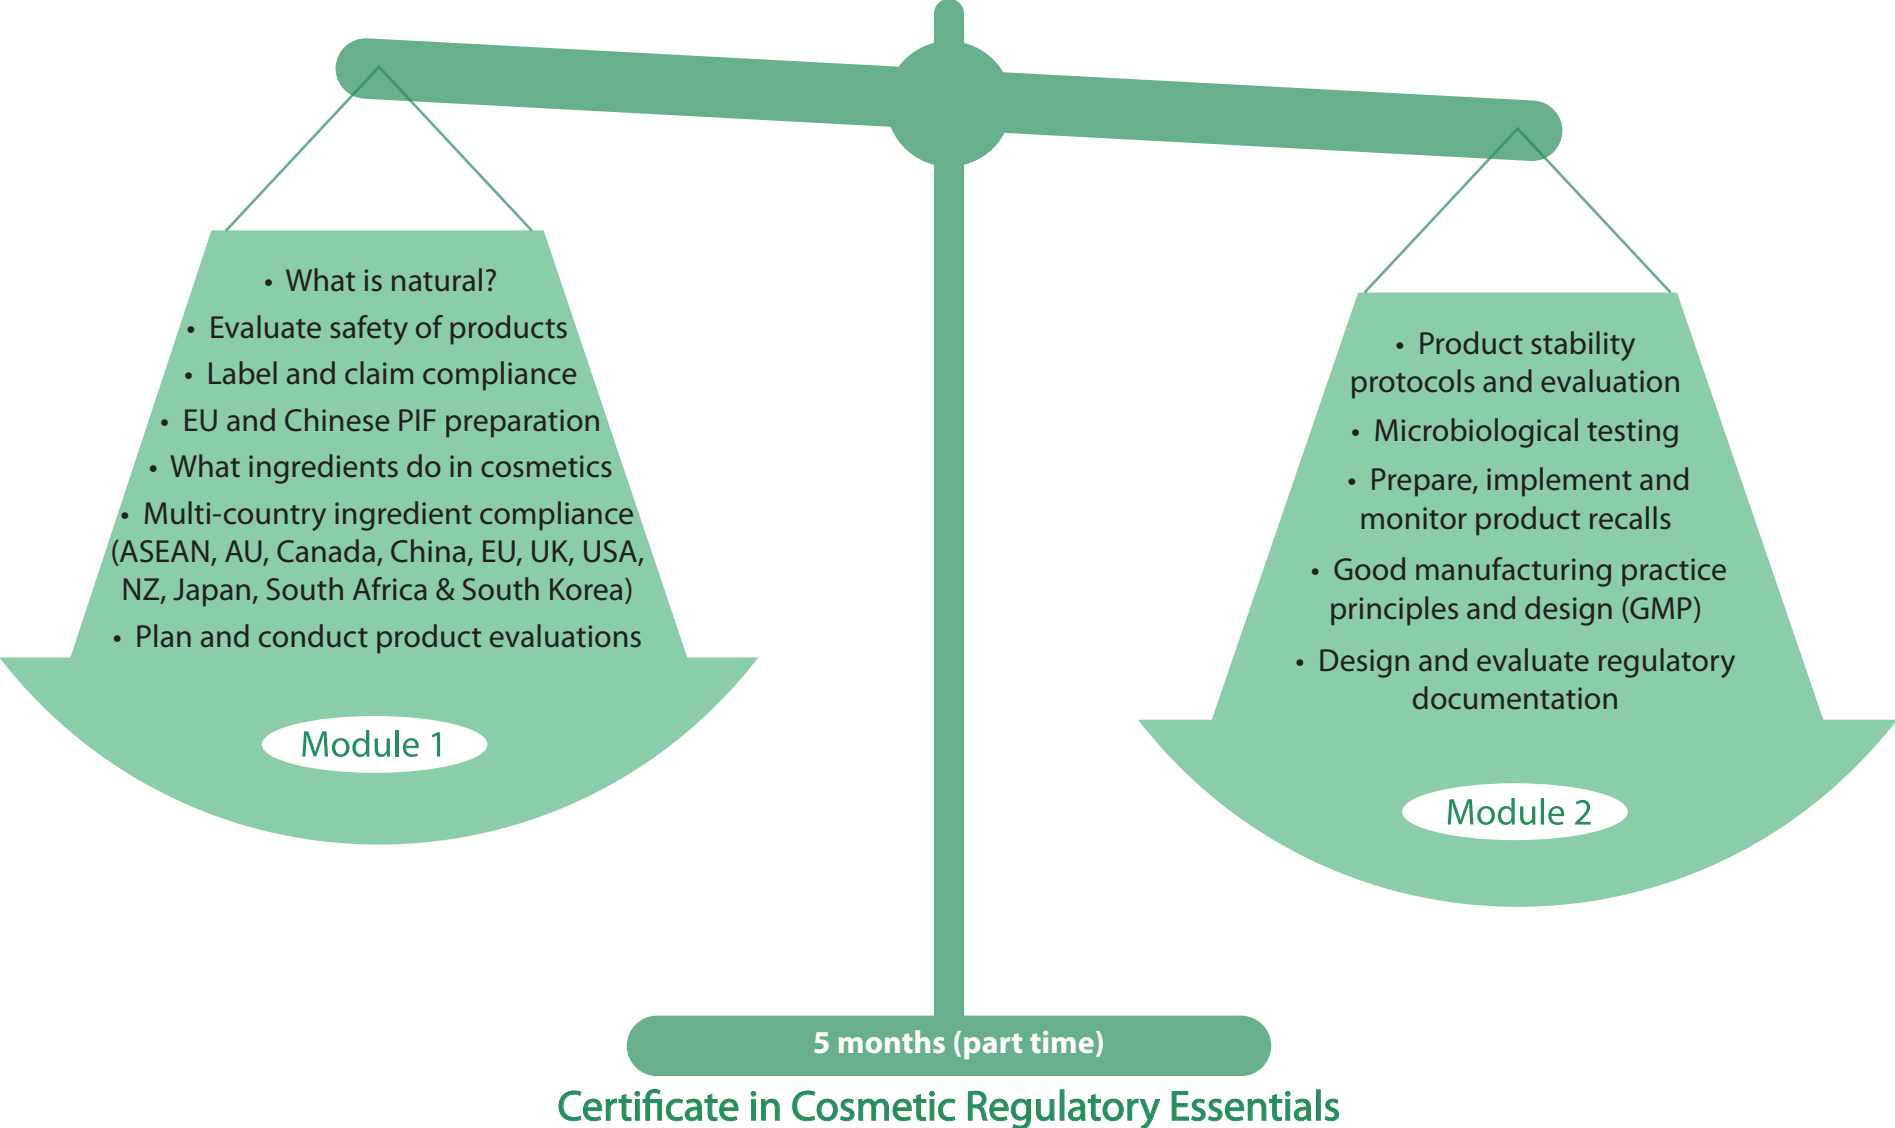 • What is natural?
• Evaluate safety of products
• Label and claim compliance
• EU and Chinese PIF preparation
• What ingredients do in cosmetics
• Multi-country ingredient compliance
(ASEAN, AU, Canada, China, EU, UK, USA,
NZ, Japan, South Africa & South Korea)
• Plan and conduct product evaluations
Module 1
• Product stability
protocols and evaluation
• Microbiological testing
• Prepare, implement and
monitor product recalls
• Good manufacturing practice
principles and design (GMP)
• Design and evaluate regulatory
documentation
Module 2
5 months (part time)
Certificate in Cosmetic Regulatory Essentials